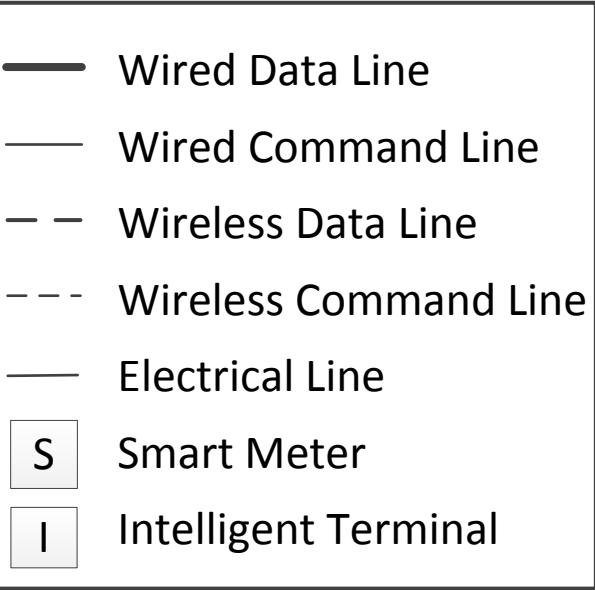 Wired Data Line
Wired Command Line
Wireless Data Line
Wireless Command Line
Electrical Line
S Smart Meter
I Intelligent Terminal